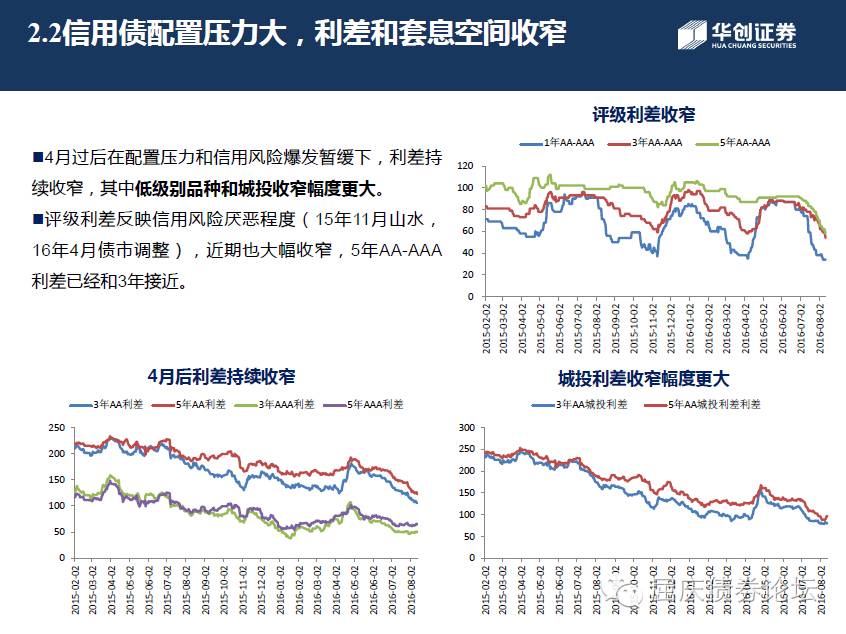 2.2信用债配置压力大，利差和套息空间收窄
华创证券
HUA CHUANG SECURITIES
■4月过后在配置压力和信用风险爆发暂缓下，利差持
续收窄，其中低级别品种和城投收窄幅度更大。
■评级利差反映信用风险厌恶程度（15年11月山水，
16年4月债市调整），近期也大幅收窄，5年AA-AAA
利差已经和3年接近。
评级利差收窄
1年AA-AAA 3年AA-AAA 5年AA-AAA
120
100
80
60
40
20
0
2015-02-02 2015-03-02 2015-04-02 2015-05-02 2015-06-02 2015-07-02 2015-08-02 2015-09-02 2015-10-02 2015-11-02 2015-12-02 2016-01-02 2016-02-02 2016-03-02 2016-04-02 2016-05-02 2016-06-02 2016-07-02 2016-08-02
4月后利差持续收窄
3年AA利差 5年AA利差 3年AAA利差 5年AAA利差
250
200
150
100
50
0
2015-02-02 2015-03-02 2015-04-02 2015-05-02 2015-06-02 2015-07-02 2015-08-02 2015-09-02 2015-10-02 2015-11-02 2015-12-02 2016-01-02 2016-02-02 2016-03-02 2016-04-02 2016-05-02 2016-06-02 2016-07-02 2016-08-02
城投利差收窄幅度更大
3年AA城投利差 5年AA城投利差利差
300
250
200
150
100
50
0
2015-02-02 2015-03-02 2015-04-02 2015-05-02 2015-06-02 2015-07-02 2015-08-02 2015-09-02 2015-10-02 2015-11-02 2015-12-02 2016-01-02 2016-02-02 2016-03-02 2016-04-02 2016-05-02 2016-06-02 2016-07-02 2016-08-02
屈庆债券论坛